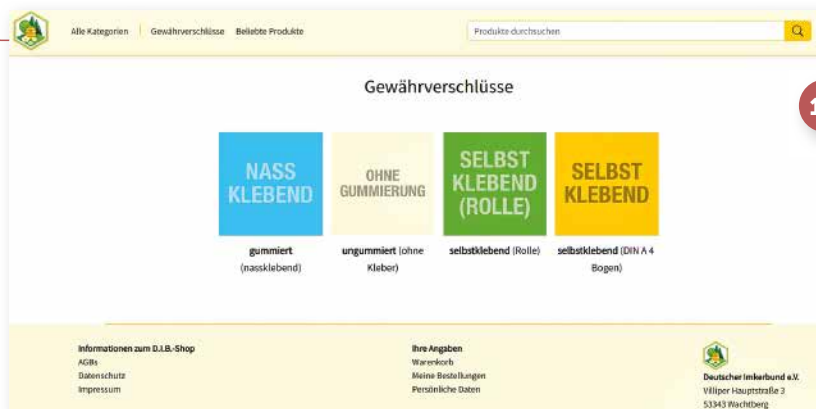 Alle Kategorien Gewährverschlüsse Beliebte Produkte
Produkte durchsuchen
Gewährverschlüsse
NASS
KLEBEND
OHNE
GUMMIERUNG
SELBST
KLEBEND
(ROLLE)
SELBST
KLEBEND
gummiert
(nassklebend)
ungummiert (ohne
Kleber)
selbstklebend (Rolle)
selbstklebend (DIN A 4
Bogen)
Informationen zum D.I.B.-Shop
AGBs
Datenschutz
Impressum
Ihre Angaben
Warenkorb
Meine Bestellungen
Persönliche Daten
Deutscher Imkerbund e.V.
Villiper Hauptstraße 3
53343 Wachtberg